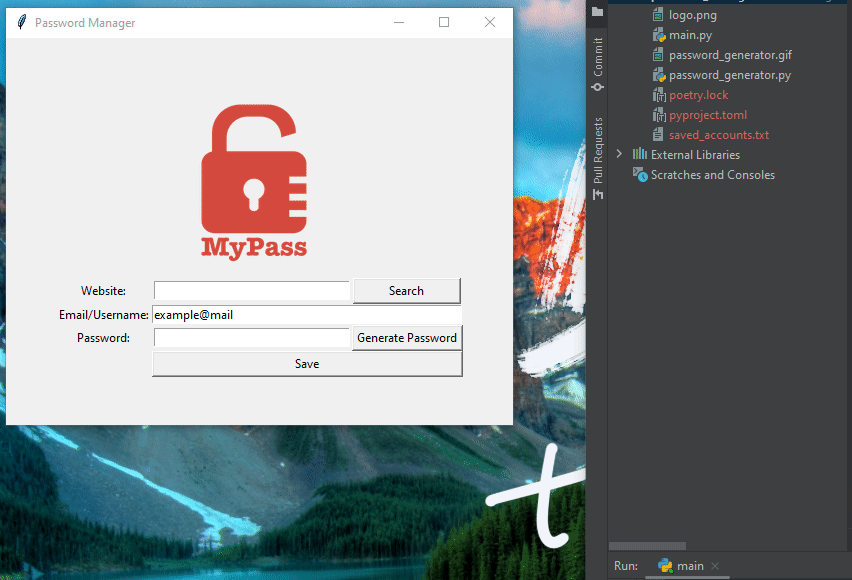 Password Manager
MyPass
Website:
Search
Email/Username:
example@mail
Password:
Generate Password
Save
t
Commit
Pull Requests
logo.png
main.py
password_generator.gif
password_generator.py
poetry.lock
pyproject.toml
saved_accounts.txt
External Libraries
Scratches and Consoles
Run:
main